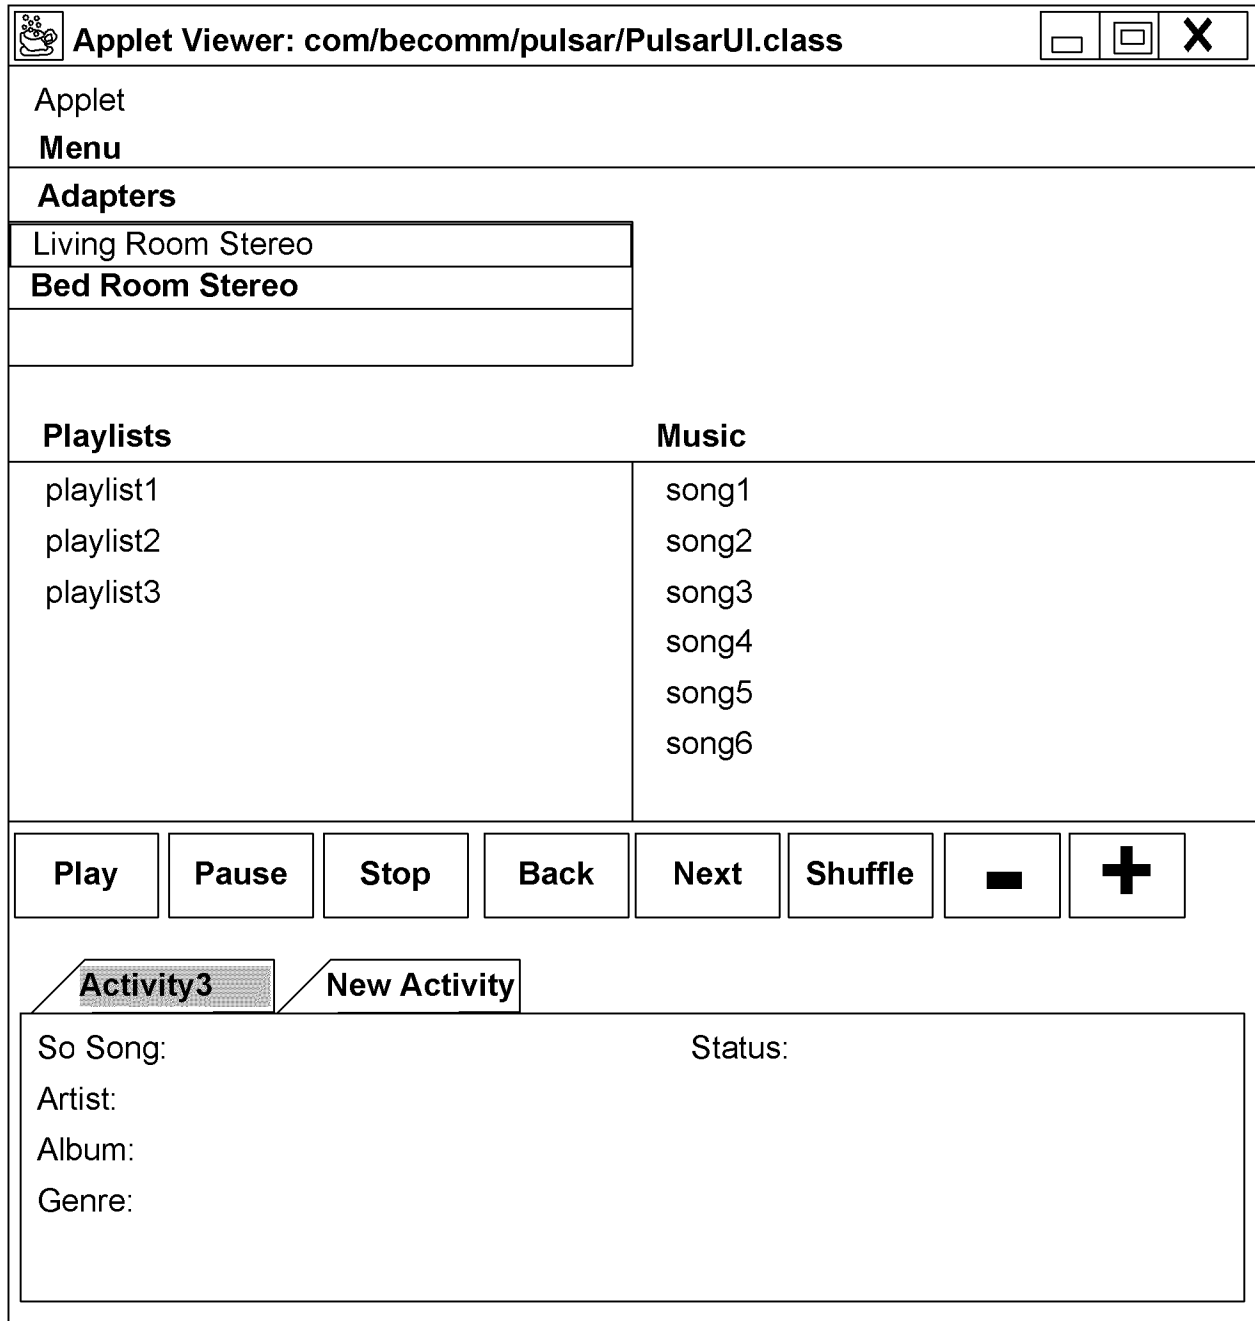 Applet Viewer: com/becomm/pulsar/PulsarUI.class
Applet
Menu
Adapters
Living Room Stereo
Bed Room Stereo
Playlists Music
playlist1 song1
playlist2 song2
playlist3 song3
song4
song5
song6
Play Pause Stop Back Next Shuffle - +
Activity3 New Activity
So Song: Status:
Artist:
Album:
Genre: